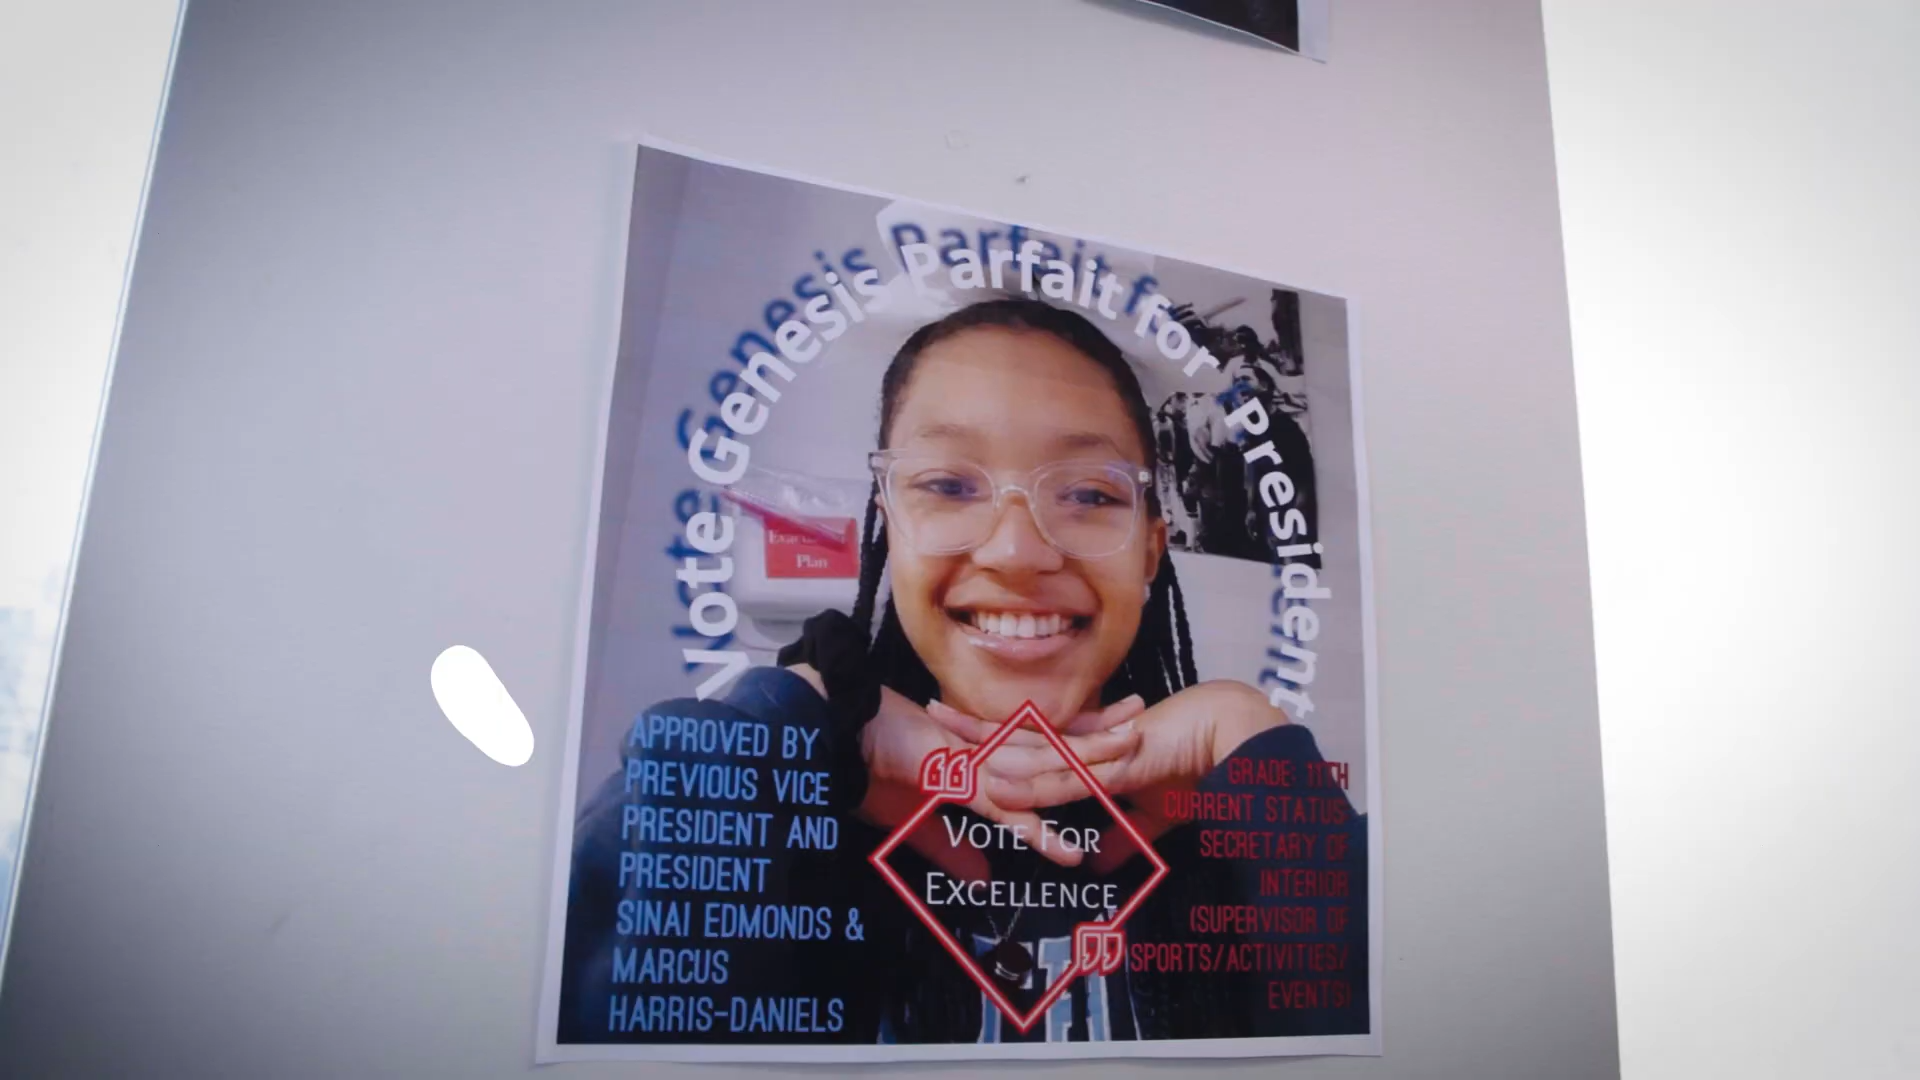 Vote Genesis Parfait for President
Evacuation
Plan
APPROVED BY
PREVIOUS VICE
PRESIDENT AND
PRESIDENT
SINAI EDMONDS &
MARCUS
HARRIS-DANIELS
“
VOTE FOR
EXCELLENCE
”
GRADE: 11TH
CURRENT STATUS:
SECRETARY OF
INTERIOR
(SUPERVISOR OF
SPORTS/ACTIVITIES/
EVENTS)